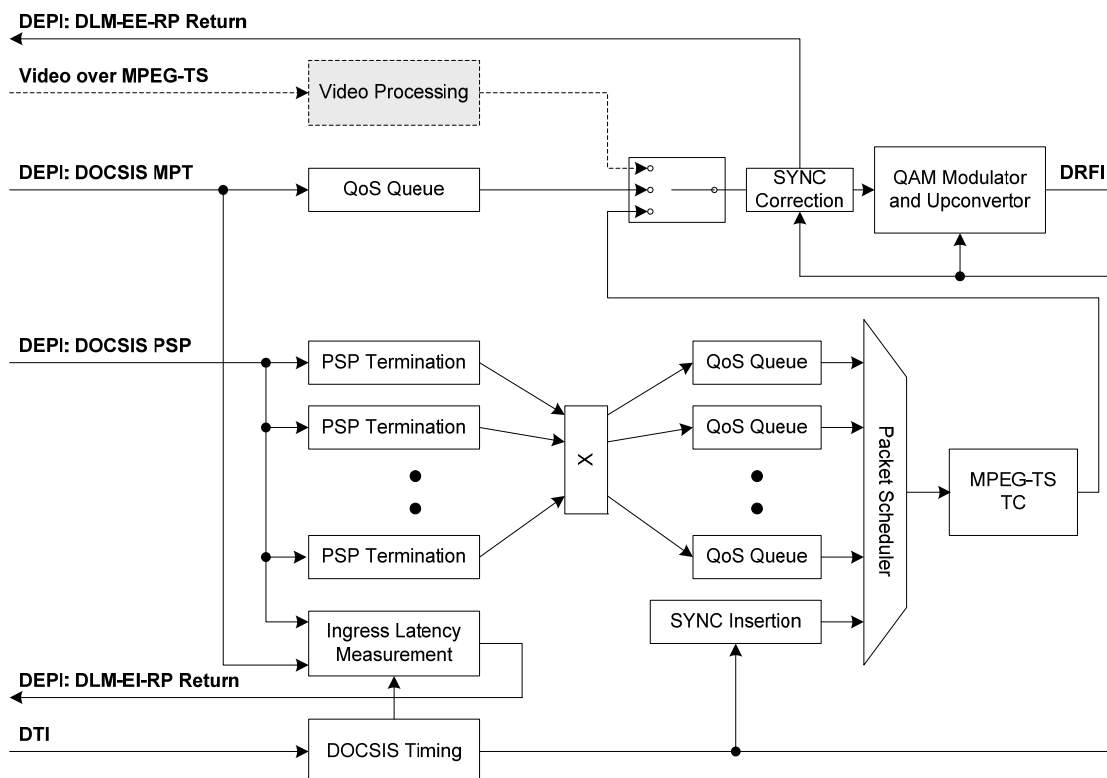 DEPI: DLM-EE-RP Return
Video over MPEG-TS
Video Processing
DEPI: DOCSIS MPT
QoS Queue
SYNC
Correction
QAM Modulator
and Upconvertor
DRFI
DEPI: DOCSIS PSP
PSP Termination
QoS Queue
PSP Termination
QoS Queue
X
Packet Scheduler
MPEG-TS
TC
PSP Termination
QoS Queue
Ingress Latency
Measurement
SYNC Insertion
DEPI: DLM-EI-RP Return
DTI
DOCSIS Timing